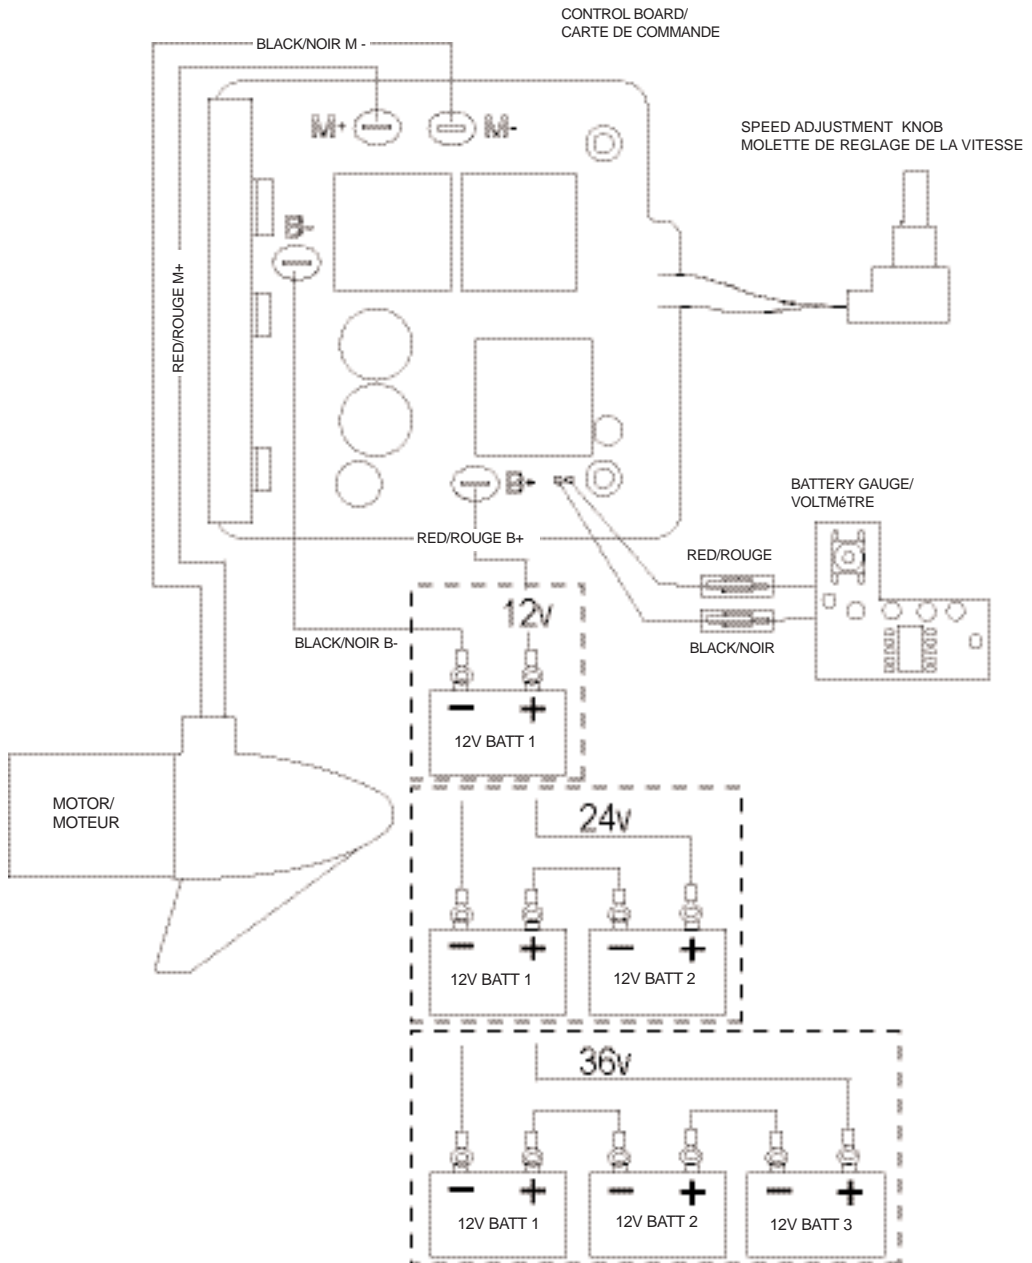 CONTROL BOARD/
CARTE DE COMMANDE
BLACK/NOIR M -
M+
M-
SPEED ADJUSTMENT KNOB
MOLETTE DE REGLAGE DE LA VITESSE
B-
RED/ROUGE M+
B+
BATTERY GAUGE/
VOLTMéTRE
RED/ROUGE B+
RED/ROUGE
12v
BLACK/NOIR B-
BLACK/NOIR
- +
12V BATT 1
MOTOR/
MOTEUR
24v
- +
12V BATT 1
- +
12V BATT 2
36v
- +
12V BATT 1
- +
12V BATT 2
- +
12V BATT 3